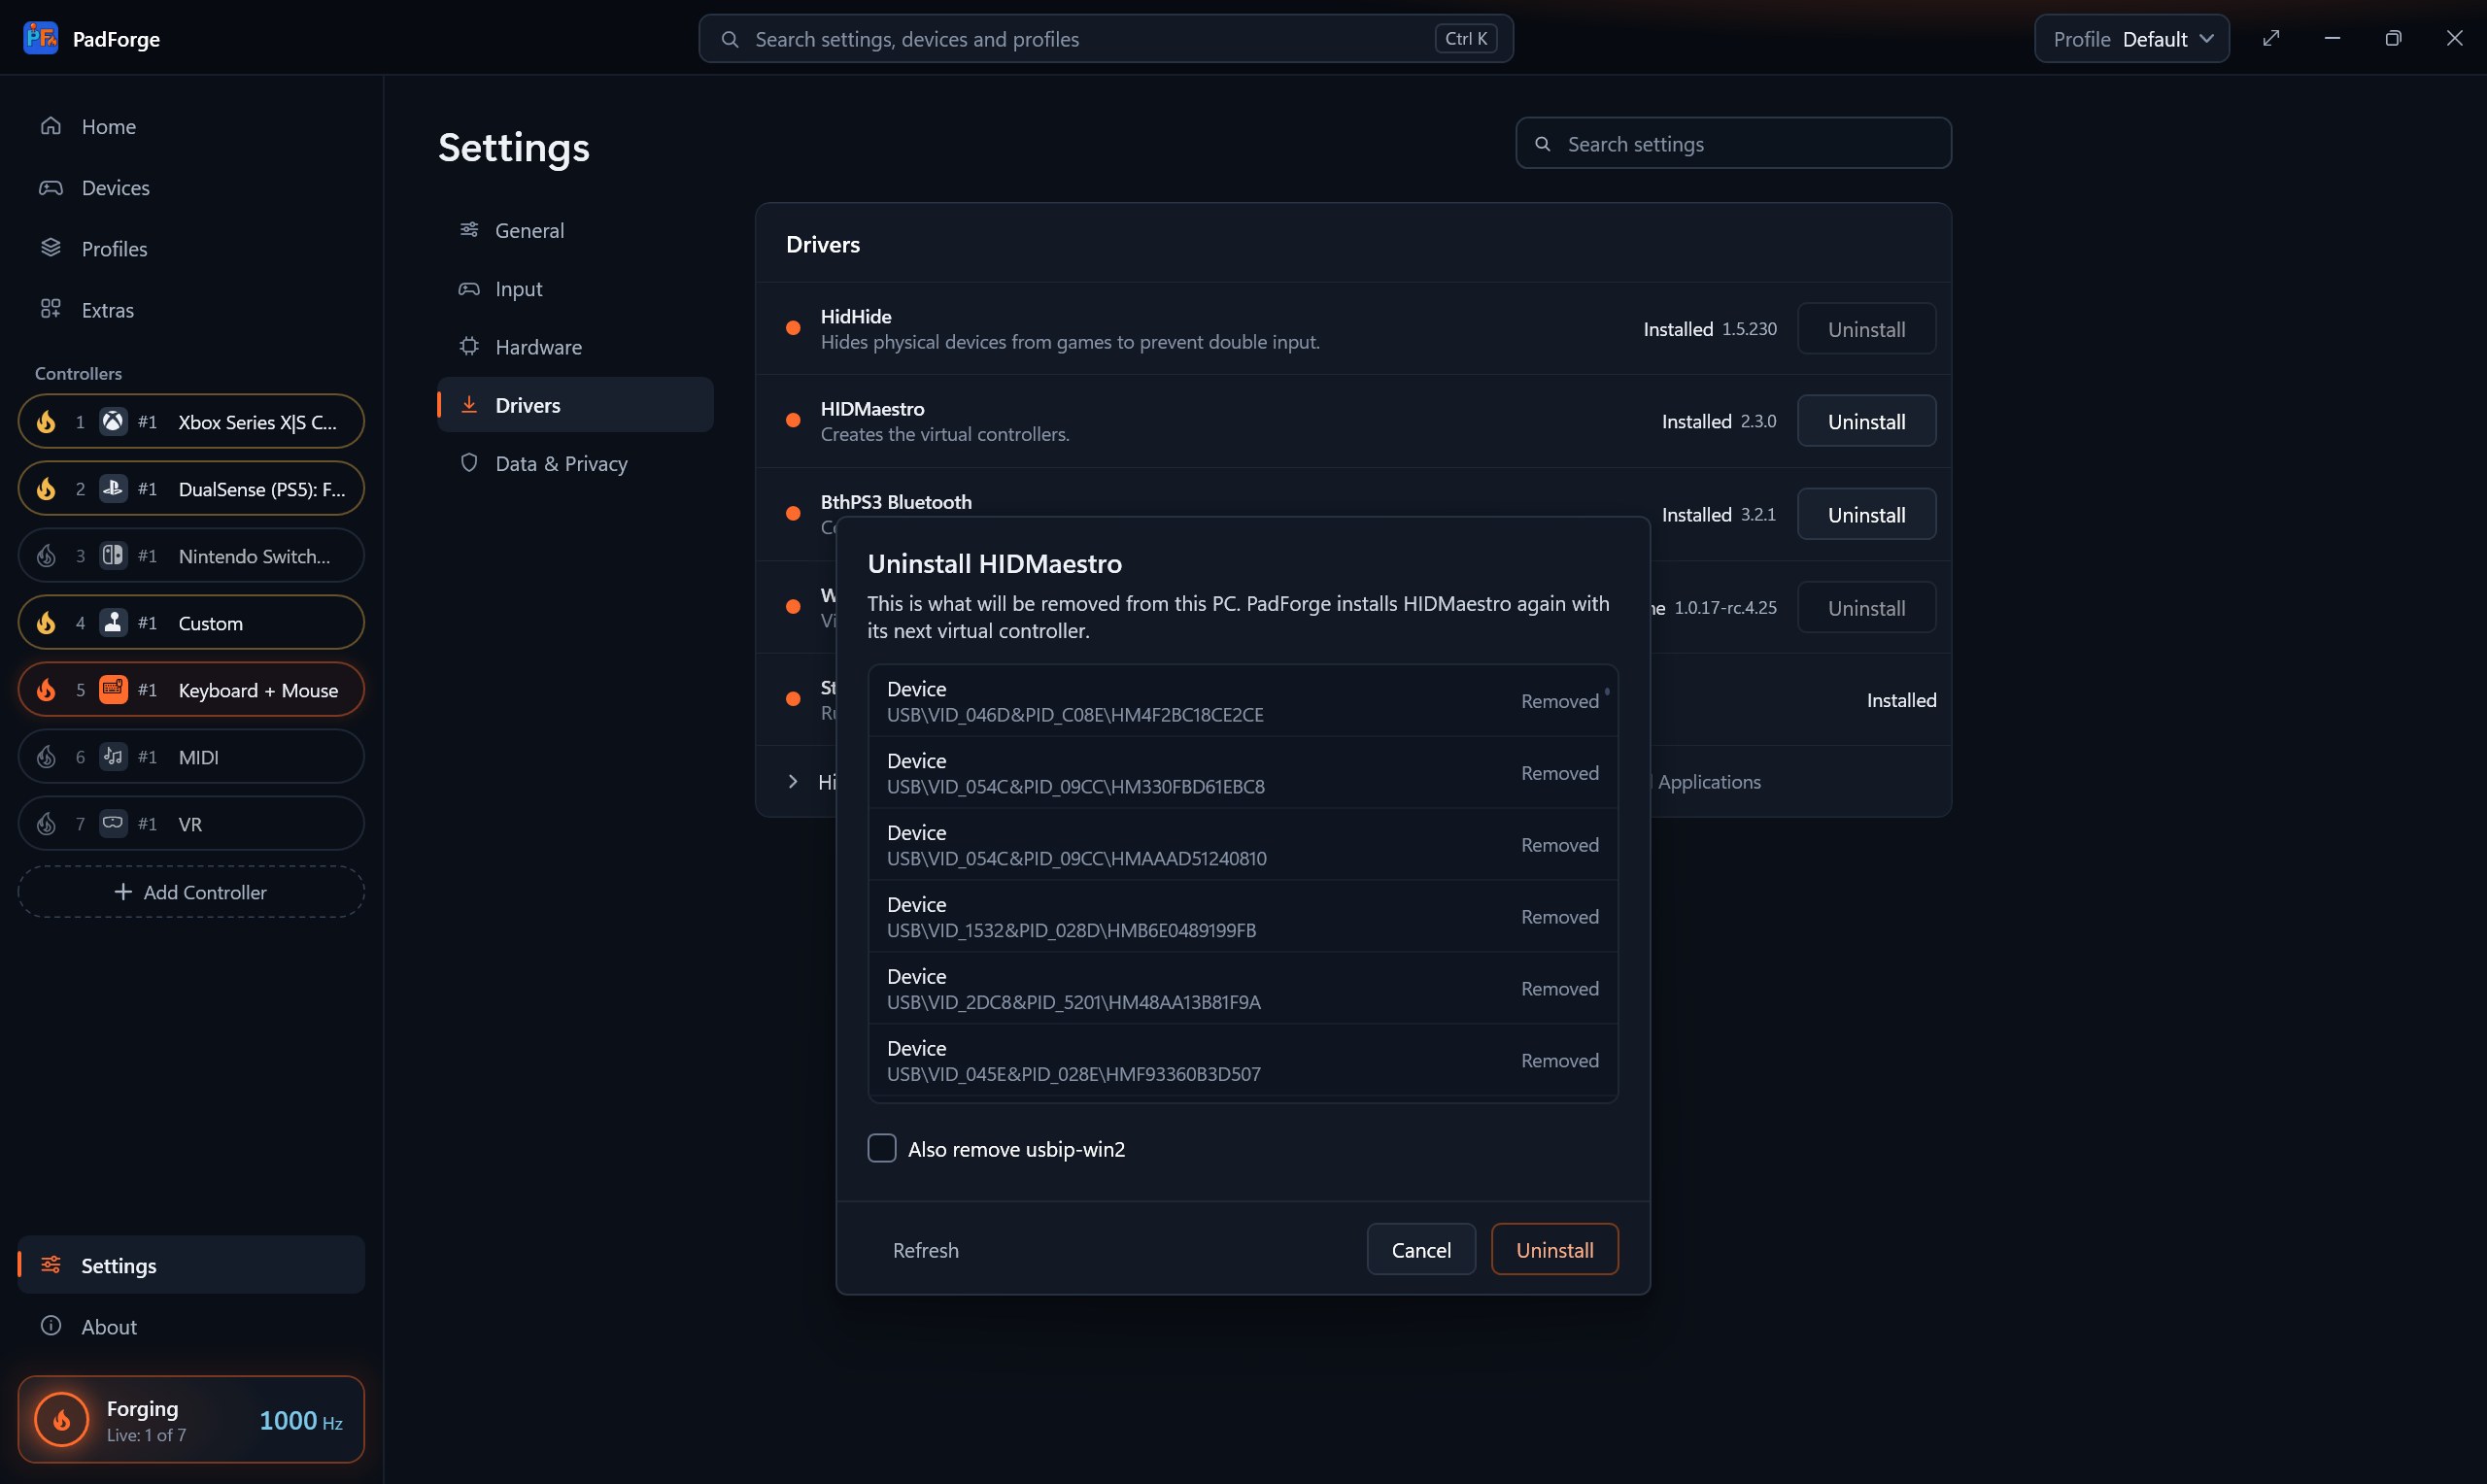 PadForge
Search settings, devices and profiles
Ctrl K
Profile Default
Home
Devices
Profiles
Extras
Controllers
1 #1 Xbox Series X|S C...
2 #1 DualSense (PS5): F...
3 #1 Nintendo Switch...
4 #1 Custom
5 #1 Keyboard + Mouse
6 #1 MIDI
7 #1 VR
Add Controller
Settings
About
Forging
Live: 1 of 7
1000 Hz
Settings
Search settings
General
Input
Hardware
Drivers
Data & Privacy
Drivers
HidHide
Hides physical devices from games to prevent double input.
Installed 1.5.230
Uninstall
HIDMaestro
Creates the virtual controllers.
Installed 2.3.0
Uninstall
BthPS3 Bluetooth
Installed 3.2.1
Uninstall
1.0.17-rc.4.25
Uninstall
Installed
Applications
Uninstall HIDMaestro
This is what will be removed from this PC. PadForge installs HIDMaestro again with
its next virtual controller.
Device
USB\VID_046D&PID_C08E\HM4F2BC18CE2CE
Removed
Device
USB\VID_054C&PID_09CC\HM330FBD61EBC8
Removed
Device
USB\VID_054C&PID_09CC\HMAAAD51240810
Removed
Device
USB\VID_1532&PID_028D\HMB6E0489199FB
Removed
Device
USB\VID_2DC8&PID_5201\HM48AA13B81F9A
Removed
Device
USB\VID_045E&PID_028E\HMF93360B3D507
Removed
Also remove usbip-win2
Refresh
Cancel
Uninstall